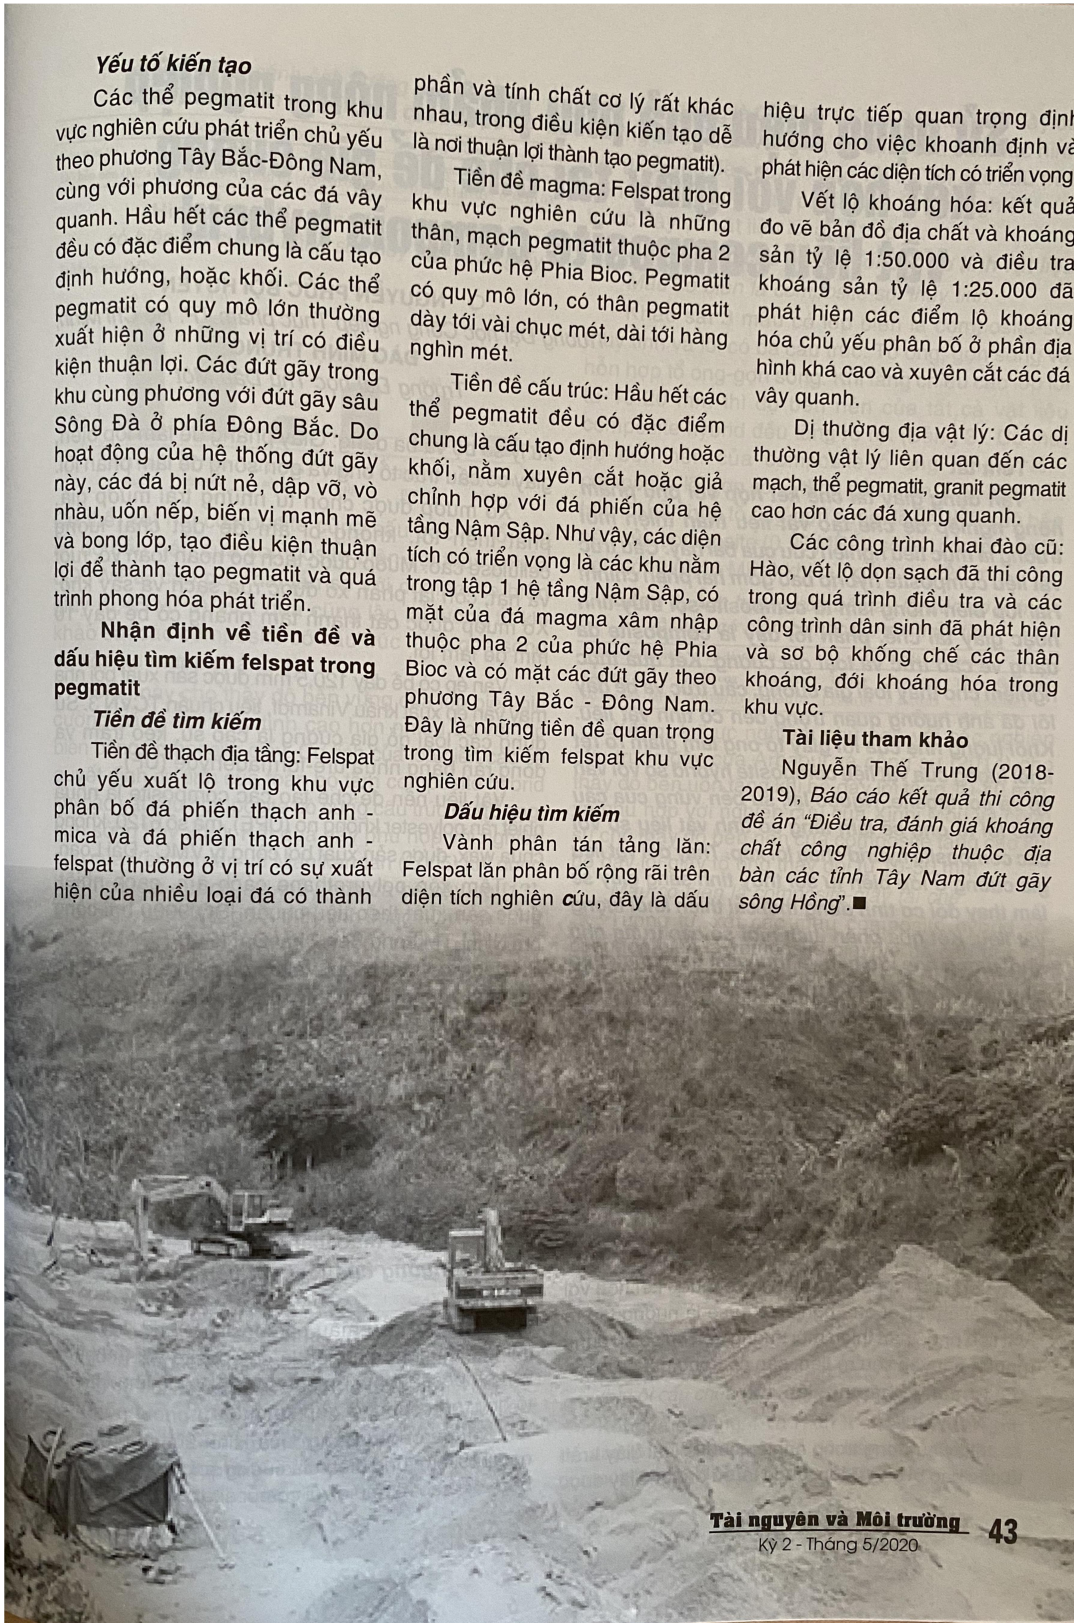 Yếu tố kiến tạo
Các thể pegmatit trong khu
vực nghiên cứu phát triển chủ yếu
theo phương Tây Bắc-Đông Nam,
cùng với phương của các đá vây
quanh. Hầu hết các thể pegmatit
đều có đặc điểm chung là cấu tạo
định hướng, hoặc khối. Các thể
pegmatit có quy mô lớn thường
xuất hiện ở những vị trí có điều
kiện thuận lợi. Các đứt gãy trong
khu cùng phương với đứt gãy sâu
Sông Đà ở phía Đông Bắc. Do
hoạt động của hệ thống đứt gãy
này, các đá bị nứt nẻ, dập vỡ, vò
nhàu, uốn nếp, biến vị mạnh mẽ
và bong lớp, tạo điều kiện thuận
lợi để thành tạo pegmatit và quá
trình phong hóa phát triển.
Nhận định về tiền đề và
dấu hiệu tìm kiếm felspat trong
pegmatit
Tiền đề tìm kiếm
Tiền đề thạch địa tầng: Felspat
chủ yếu xuất lộ trong khu vực
phân bố đá phiến thạch anh -
mica và đá phiến thạch anh -
felspat (thường ở vị trí có sự xuất
hiện của nhiều loại đá có thành
phần và tính chất cơ lý rất khác
nhau, trong điều kiện kiến tạo dễ
là nơi thuận lợi thành tạo pegmatit).
Tiền đề magma: Felspat trong
khu vực nghiên cứu là những
thân, mạch pegmatit thuộc pha 2
của phức hệ Phia Bioc. Pegmatit
có quy mô lớn, có thân pegmatit
dày tới vài chục mét, dài tới hàng
nghìn mét.
Tiền đề cấu trúc: Hầu hết các
thể pegmatit đều có đặc điểm
chung là cấu tạo định hướng hoặc
khối, nằm xuyên cắt hoặc giả
chỉnh hợp với đá phiến của hệ
tầng Nậm Sập. Như vậy, các diện
tích có triển vọng là các khu nằm
trong tập 1 hệ tầng Nậm Sập, có
mặt của đá magma xâm nhập
thuộc pha 2 của phức hệ Phia
Bioc và có mặt các đứt gãy theo
phương Tây Bắc - Đông Nam.
Đây là những tiền đề quan trọng
trong tìm kiếm felspat khu vực
nghiên cứu.
Dấu hiệu tìm kiếm
Vành phân tán tảng lăn:
Felspat lăn phân bố rộng rãi trên
diện tích nghiên cứu, đây là dấu
hiệu trực tiếp quan trọng định
hướng cho việc khoanh định và
phát hiện các diện tích có triển vọng
Vết lộ khoáng hóa: kết quả
đo vẽ bản đồ địa chất và khoáng
sản tỷ lệ 1:50.000 và điều tra
khoáng sản tỷ lệ 1:25.000 đã
phát hiện các điểm lộ khoáng
hóa chủ yếu phân bố ở phần địa
hình khá cao và xuyên cắt các đá
vây quanh.
Dị thường địa vật lý: Các dị
thường vật lý liên quan đến các
mạch, thể pegmatit, granit pegmatit
cao hơn các đá xung quanh.
Các công trình khai đào cũ:
Hào, vết lộ dọn sạch đã thi công
trong quá trình điều tra và các
công trình dân sinh đã phát hiện
và sơ bộ khống chế các thân
khoáng, đới khoáng hóa trong
khu vực.
Tài liệu tham khảo
Nguyễn Thế Trung (2018-
2019), Báo cáo kết quả thi công
đề án “Điều tra, đánh giá khoáng
chất công nghiệp thuộc địa
bàn các tỉnh Tây Nam đứt gãy
sông Hồng”.■
Tài nguyên và Môi trường
Kỳ 2 - Tháng 5/2020
43